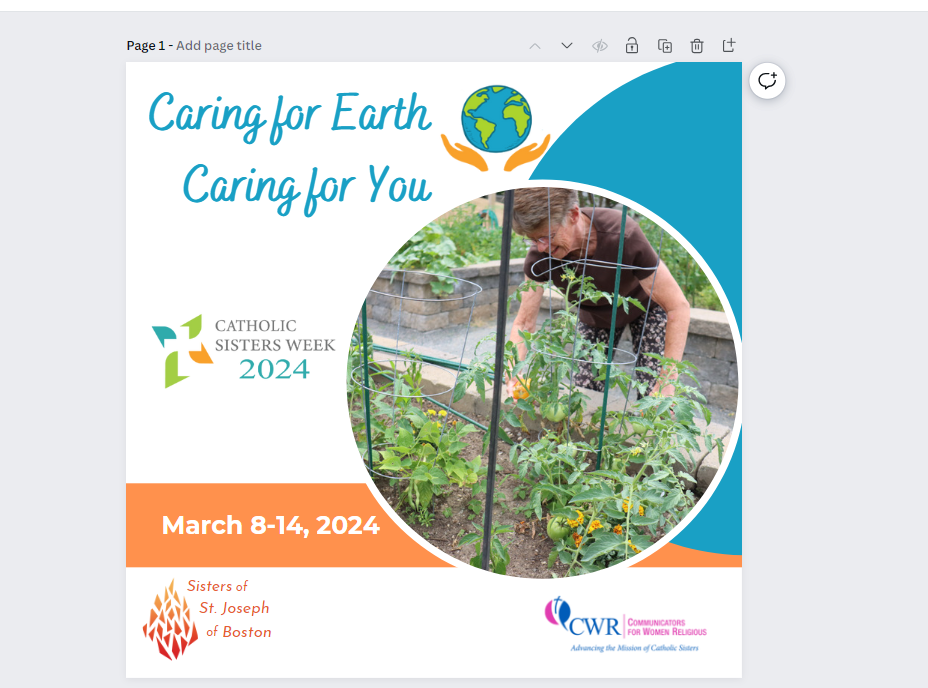 Page 1 - Add page title
Caring for Earth
Caring for You
CATHOLIC
SISTERS WEEK
2024
March 8-14, 2024
Sisters of
St. Joseph
of Boston
CWR
COMMUNICATORS
FOR WOMEN RELIGIOUS
Advancing the Mission of Catholic Sisters